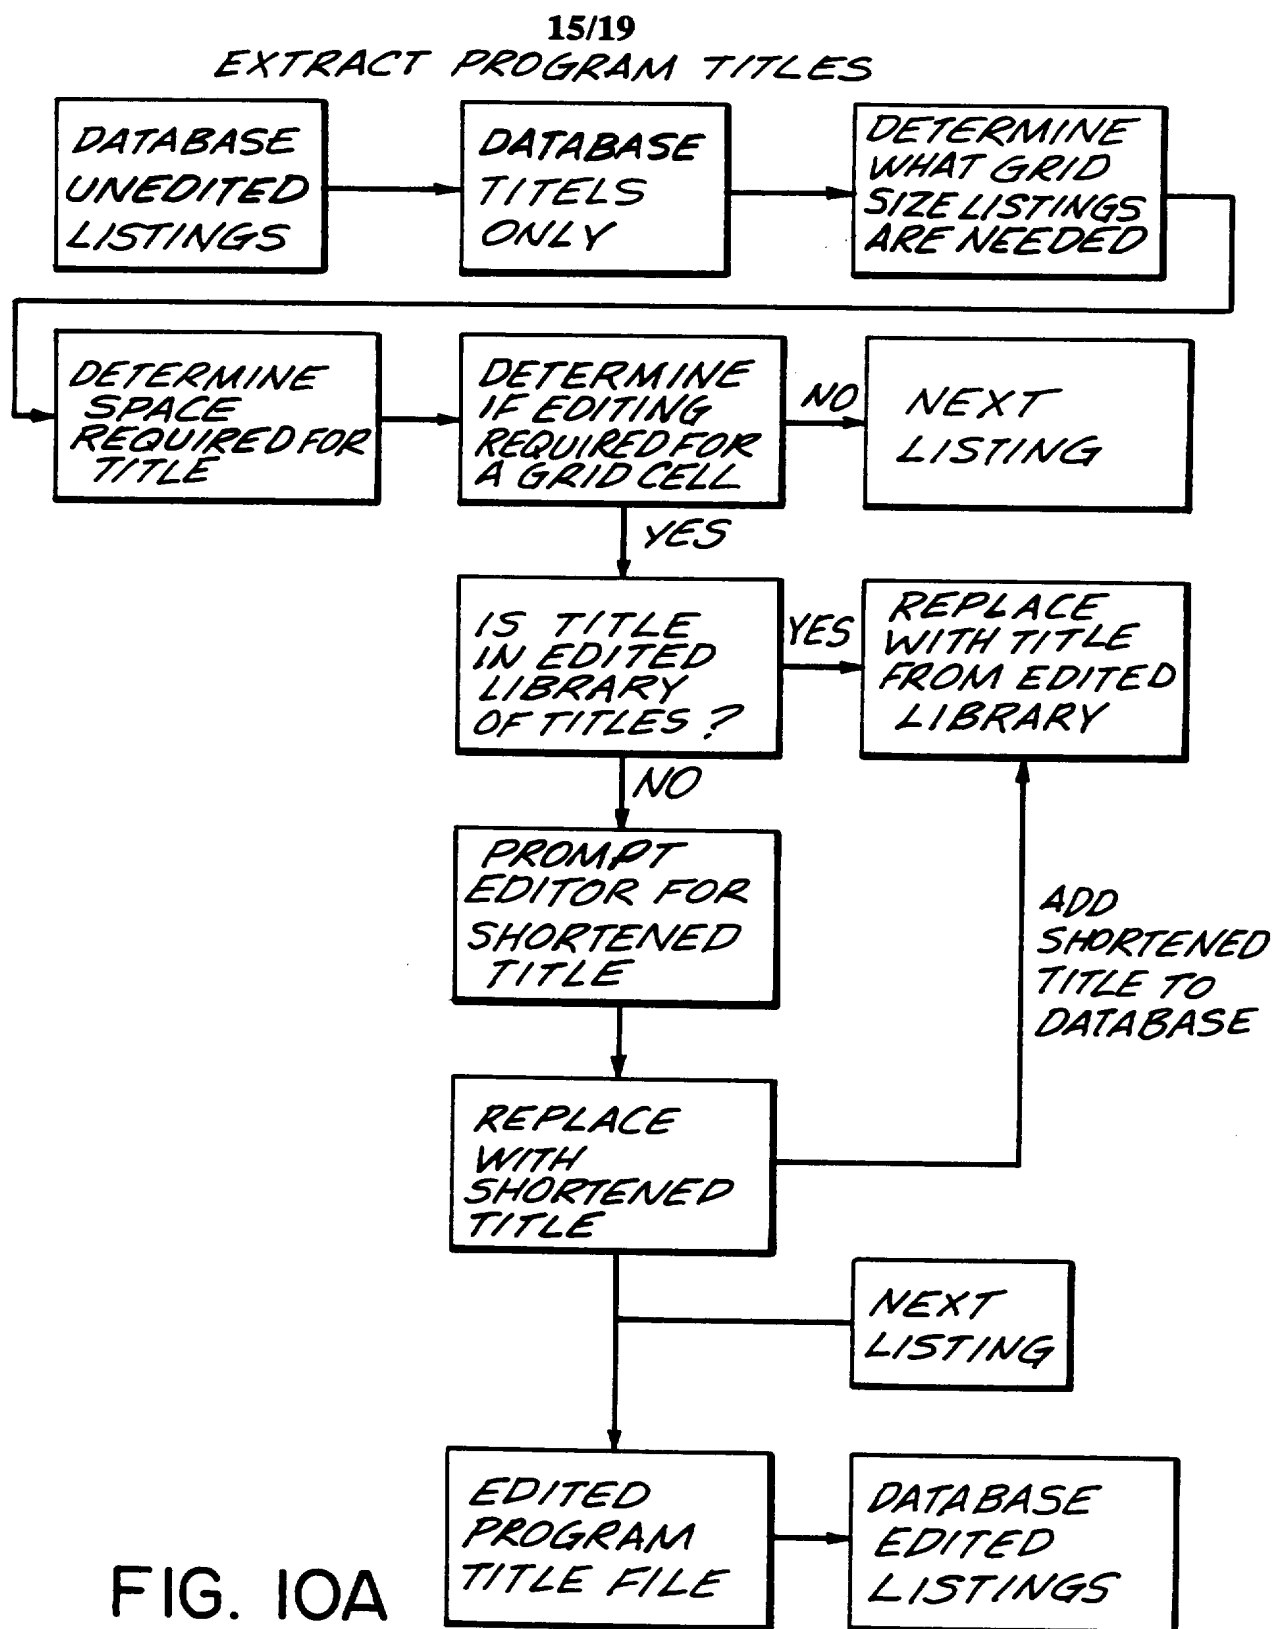 15/19
EXTRACT PROGRAM TITLES
DATABASE
UNEDITED
LISTINGS
DATABASE
TITELS
ONLY
DETERMINE
WHAT GRID
SIZE LISTINGS
ARE NEEDED
DETERMINE
SPACE
REQUIRED FOR
TITLE
DETERMINE
IF EDITING
REQUIRED FOR
A GRID CELL
NO
NEXT
LISTING
YES
IS TITLE
IN EDITED
LIBRARY
OF TITLES?
YES
REPLACE
WITH TITLE
FROM EDITED
LIBRARY
NO
PROMPT
EDITOR FOR
SHORTENED
TITLE
ADD
SHORTENED
TITLE TO
DATABASE
REPLACE
WITH
SHORTENED
TITLE
NEXT
LISTING
EDITED
PROGRAM
TITLE FILE
DATABASE
EDITED
LISTINGS
FIG. 10A